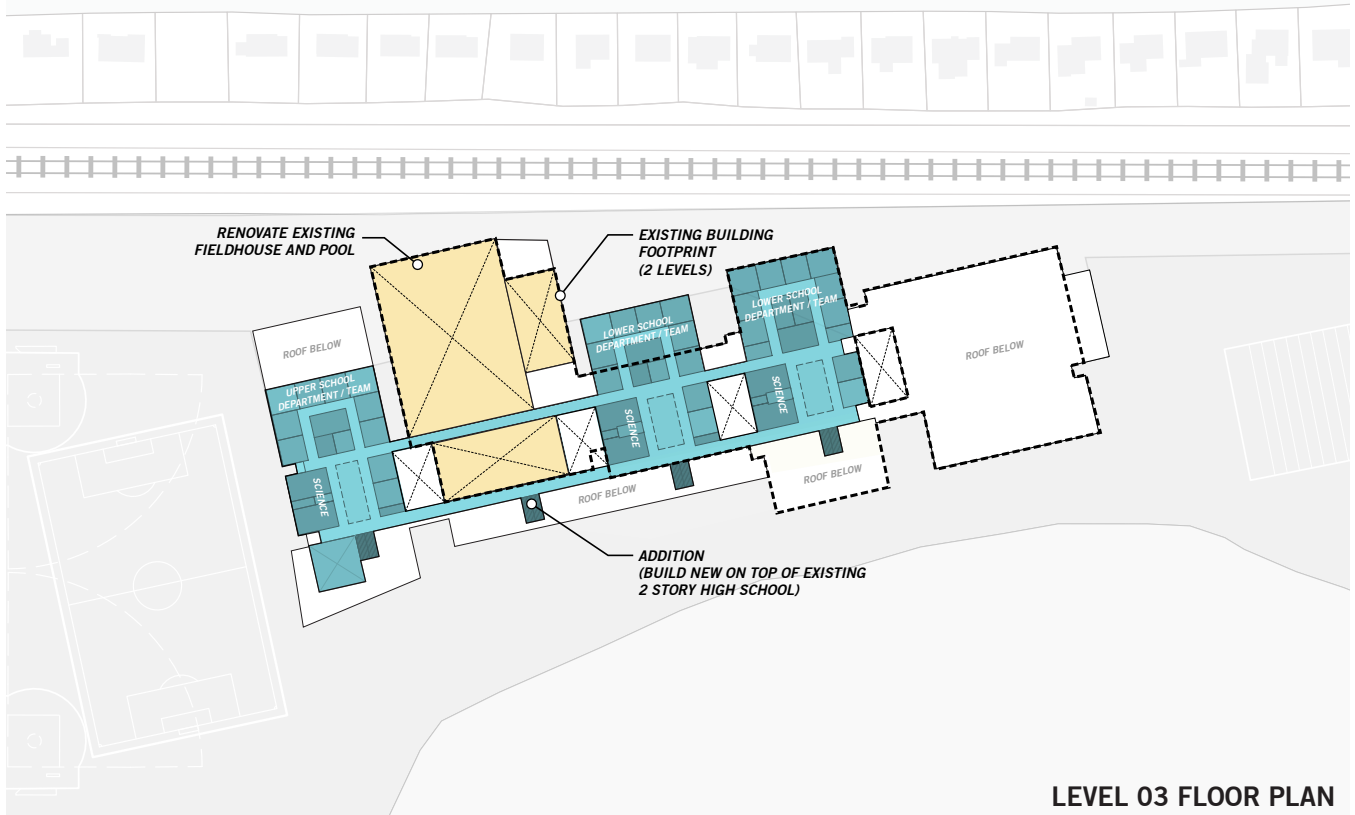 RENOVATE EXISTING
FIELDHOUSE AND POOL
EXISTING BUILDING
FOOTPRINT
(2 LEVELS)
LOWER SCHOOL
DEPARTMENT / TEAM
LOWER SCHOOL
DEPARTMENT / TEAM
ROOF BELOW
ROOF BELOW
UPPER SCHOOL
DEPARTMENT / TEAM
SCIENCE
SCIENCE
SCIENCE
ROOF BELOW
ROOF BELOW
ADDITION
(BUILD NEW ON TOP OF EXISTING
2 STORY HIGH SCHOOL)
LEVEL 03 FLOOR PLAN